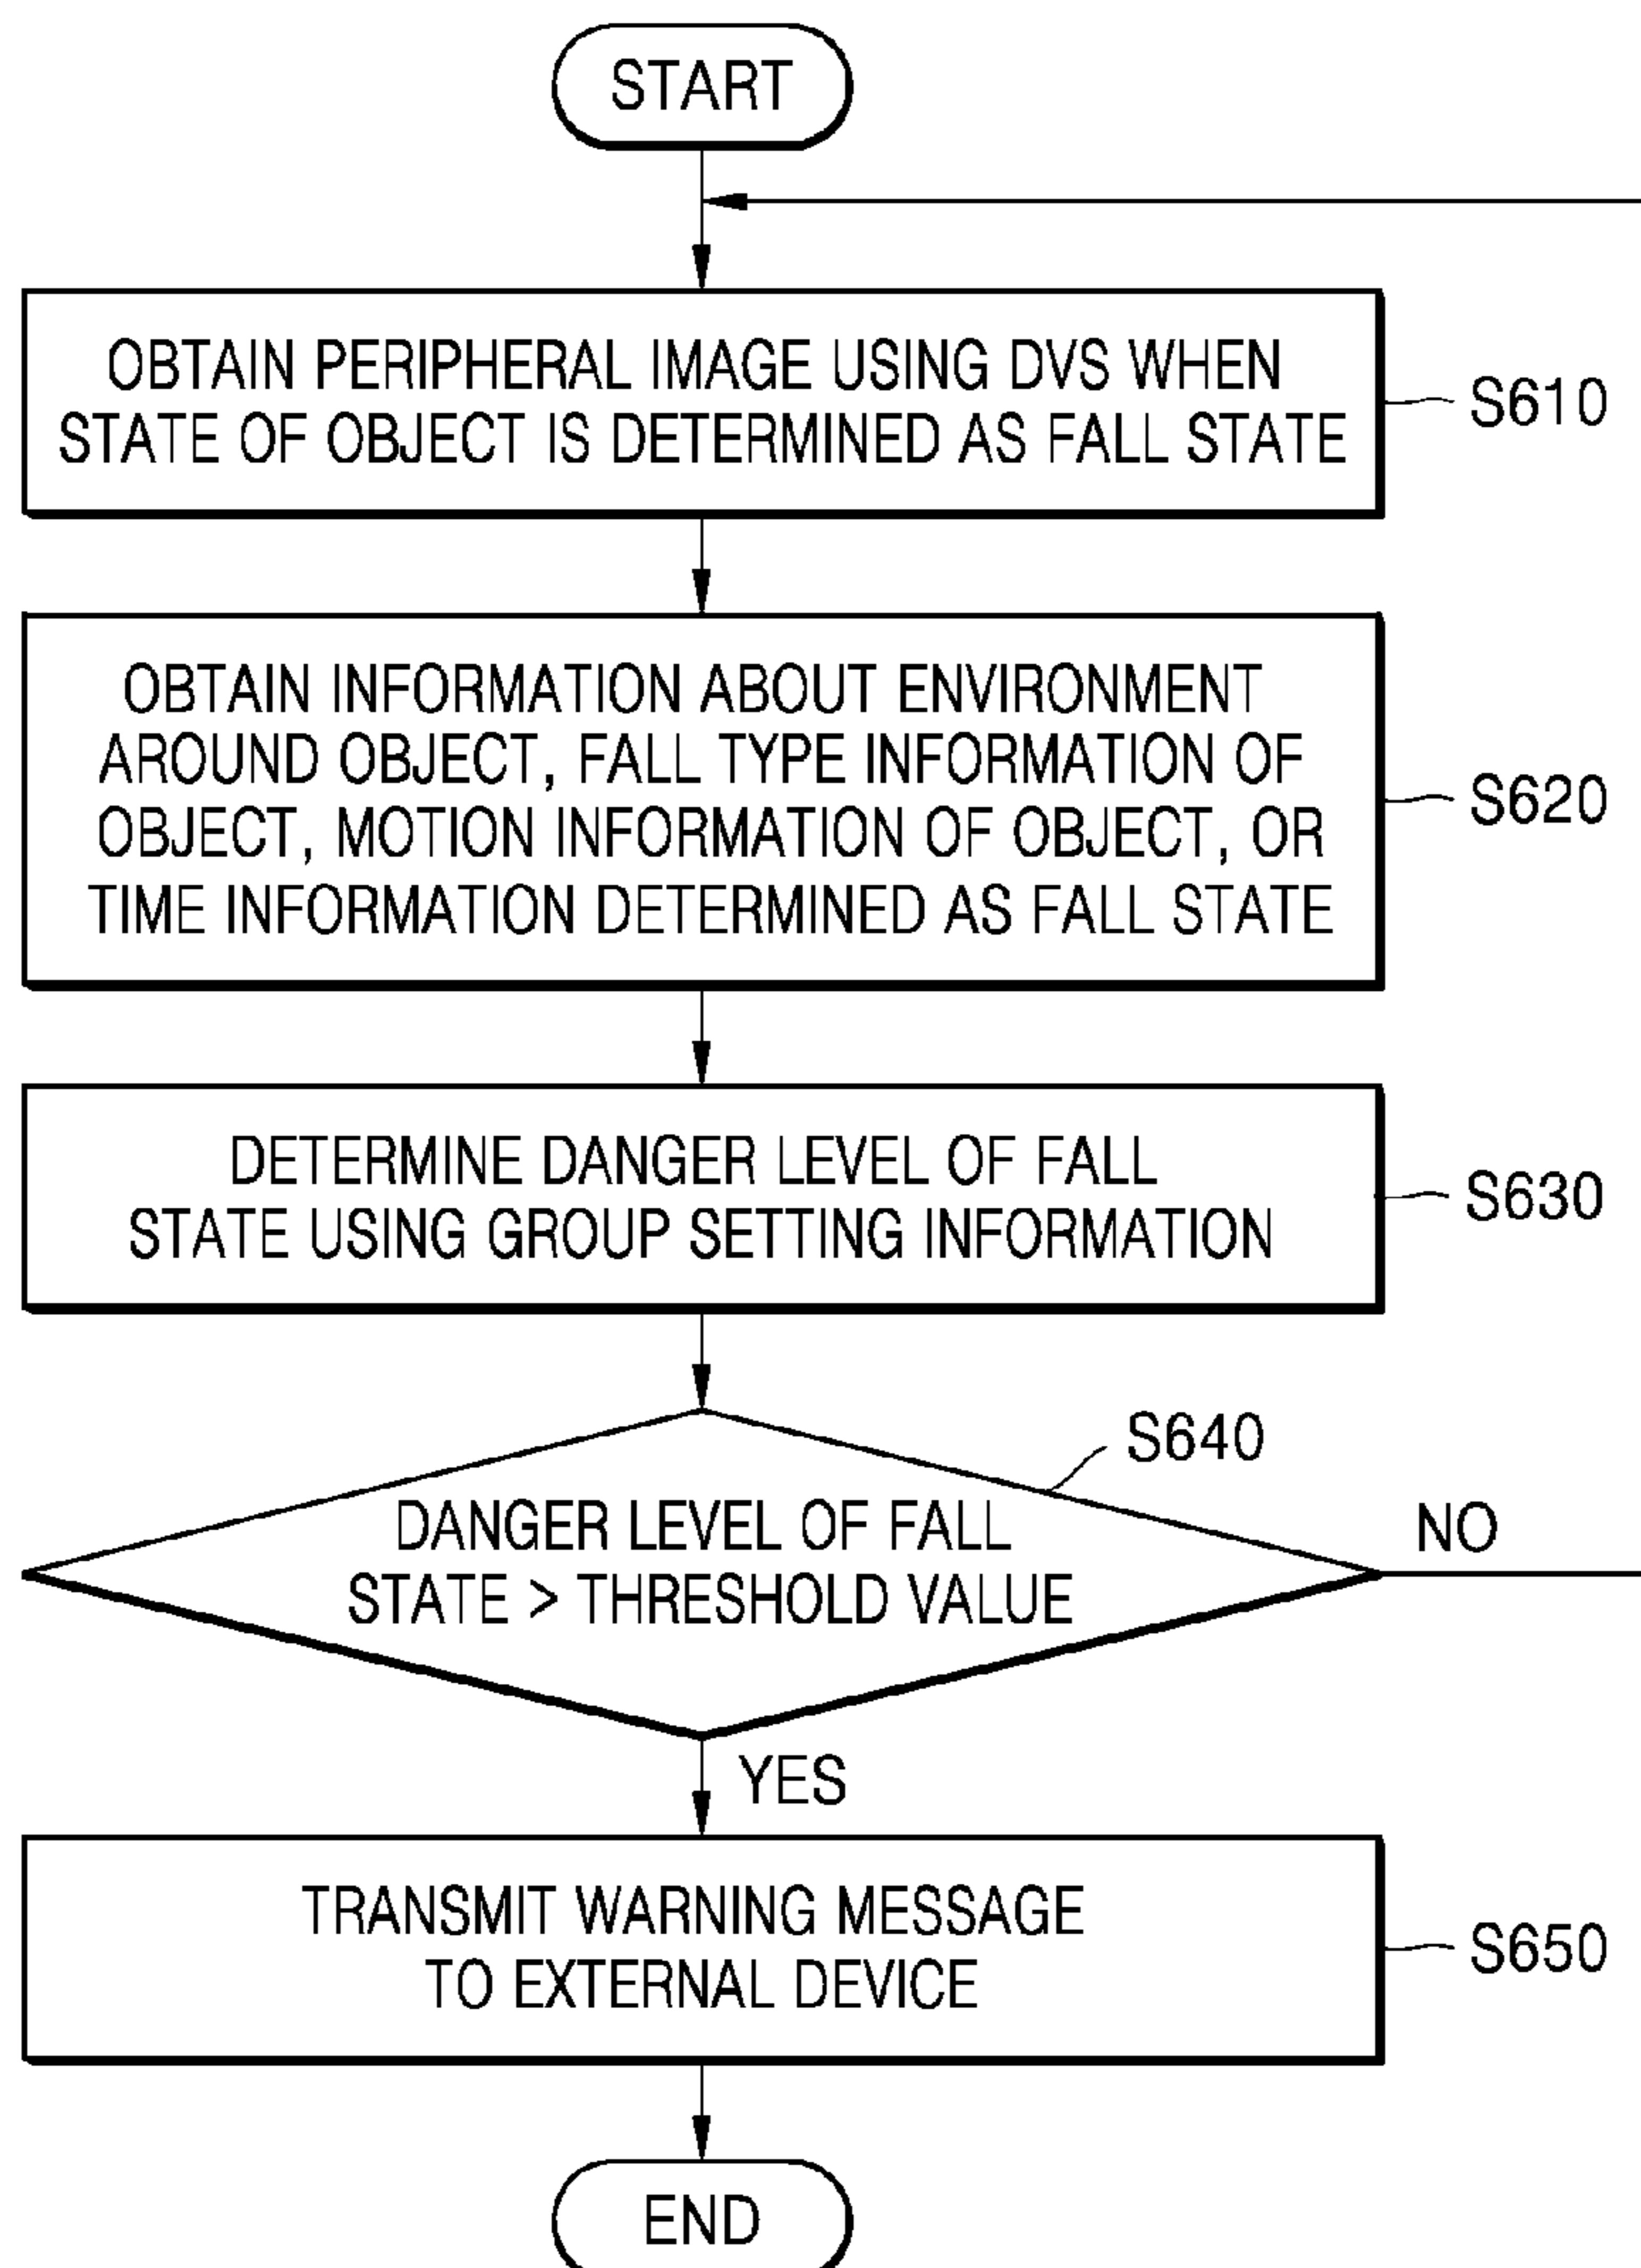 START
OBTAIN PERIPHERAL IMAGE USING DVS WHEN
STATE OF OBJECT IS DETERMINED AS FALL STATE
S610
OBTAIN INFORMATION ABOUT ENVIRONMENT
AROUND OBJECT, FALL TYPE INFORMATION OF
OBJECT, MOTION INFORMATION OF OBJECT, OR
TIME INFORMATION DETERMINED AS FALL STATE
S620
DETERMINE DANGER LEVEL OF FALL
STATE USING GROUP SETTING INFORMATION
S630
S640
DANGER LEVEL OF FALL
STATE > THRESHOLD VALUE
NO
YES
TRANSMIT WARNING MESSAGE
TO EXTERNAL DEVICE
S650
END